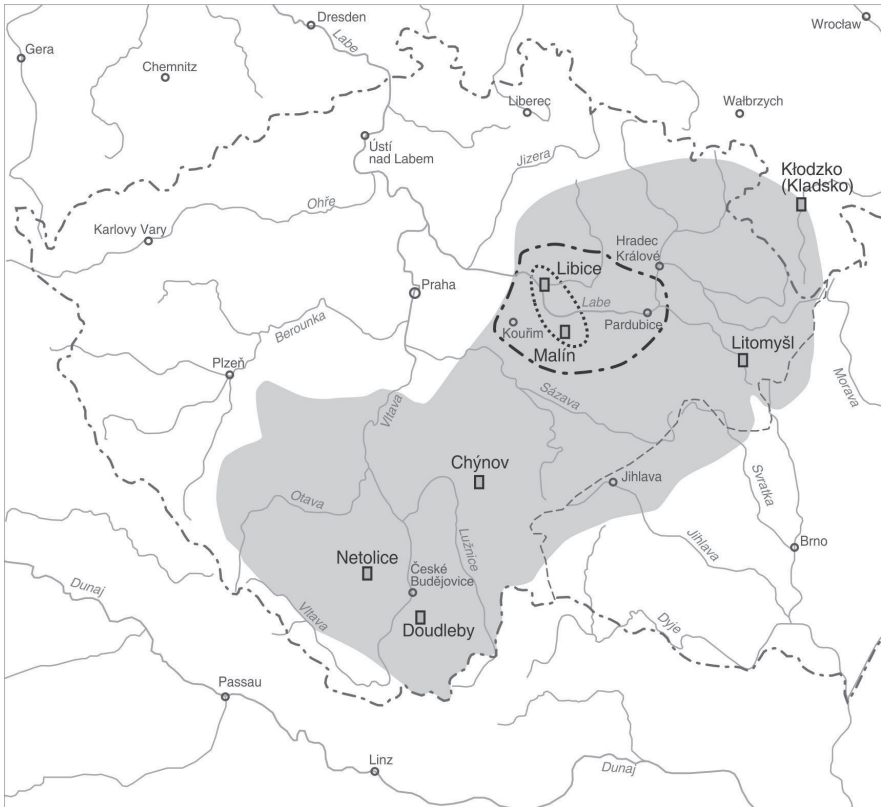 Dresden
Labe
Wrocław
Gera
Chemnitz
Liberec
Wałbrzych
Ústí
nad Labem
Jizera
Kłodzko
(Kladsko)
Ohře
Karlovy Vary
Hradec
Králové
Libice
Praha
Labe
Berounka
Kouřim
Pardubice
Malín
Litomyšl
Plzeň
Sázava
Morava
Vltava
Chýnov
Jihlava
Svratka
Otava
Lužnice
Brno
Jihlava
Netolice
České
Budějovice
Dunaj
Vltava
Doudleby
Dyje
Passau
Linz
Dunaj